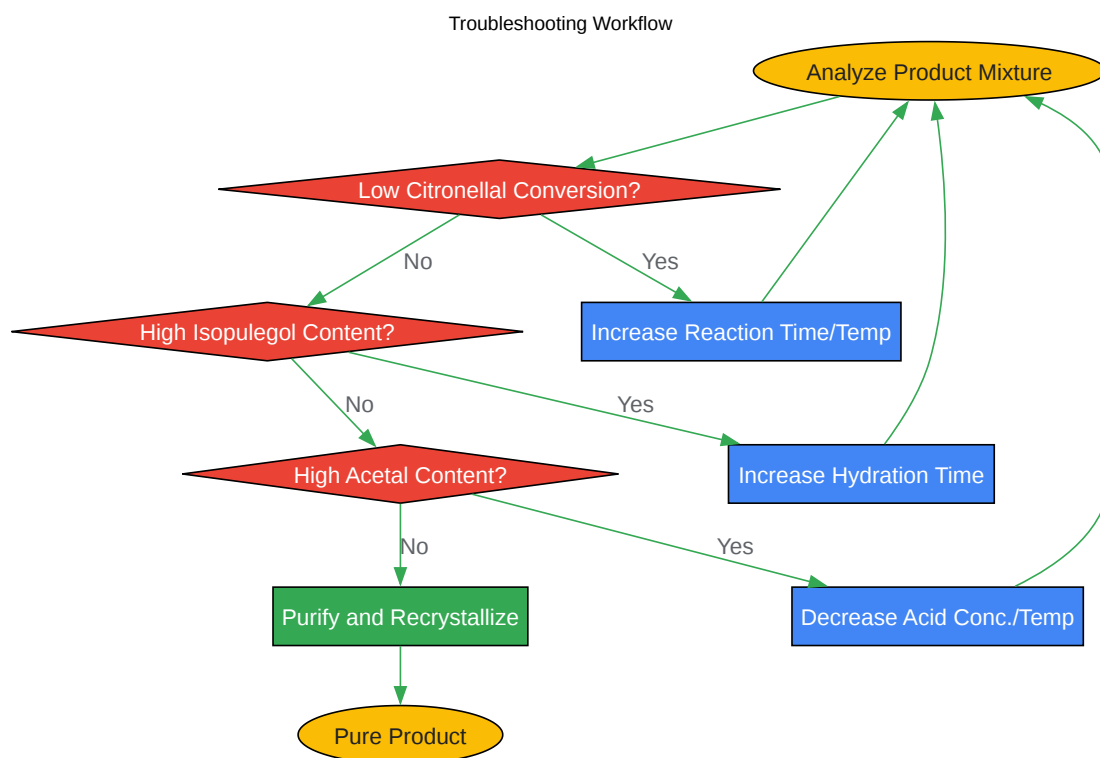 Troubleshooting Workflow
Analyze Product Mixture
Low Citronellal Conversion?
No
Yes
High Isopulegol Content?
Increase Reaction Time/Temp
No
Yes
High Acetal Content?
Increase Hydration Time
No
Yes
Purify and Recrystallize
Decrease Acid Conc./Temp
Pure Product